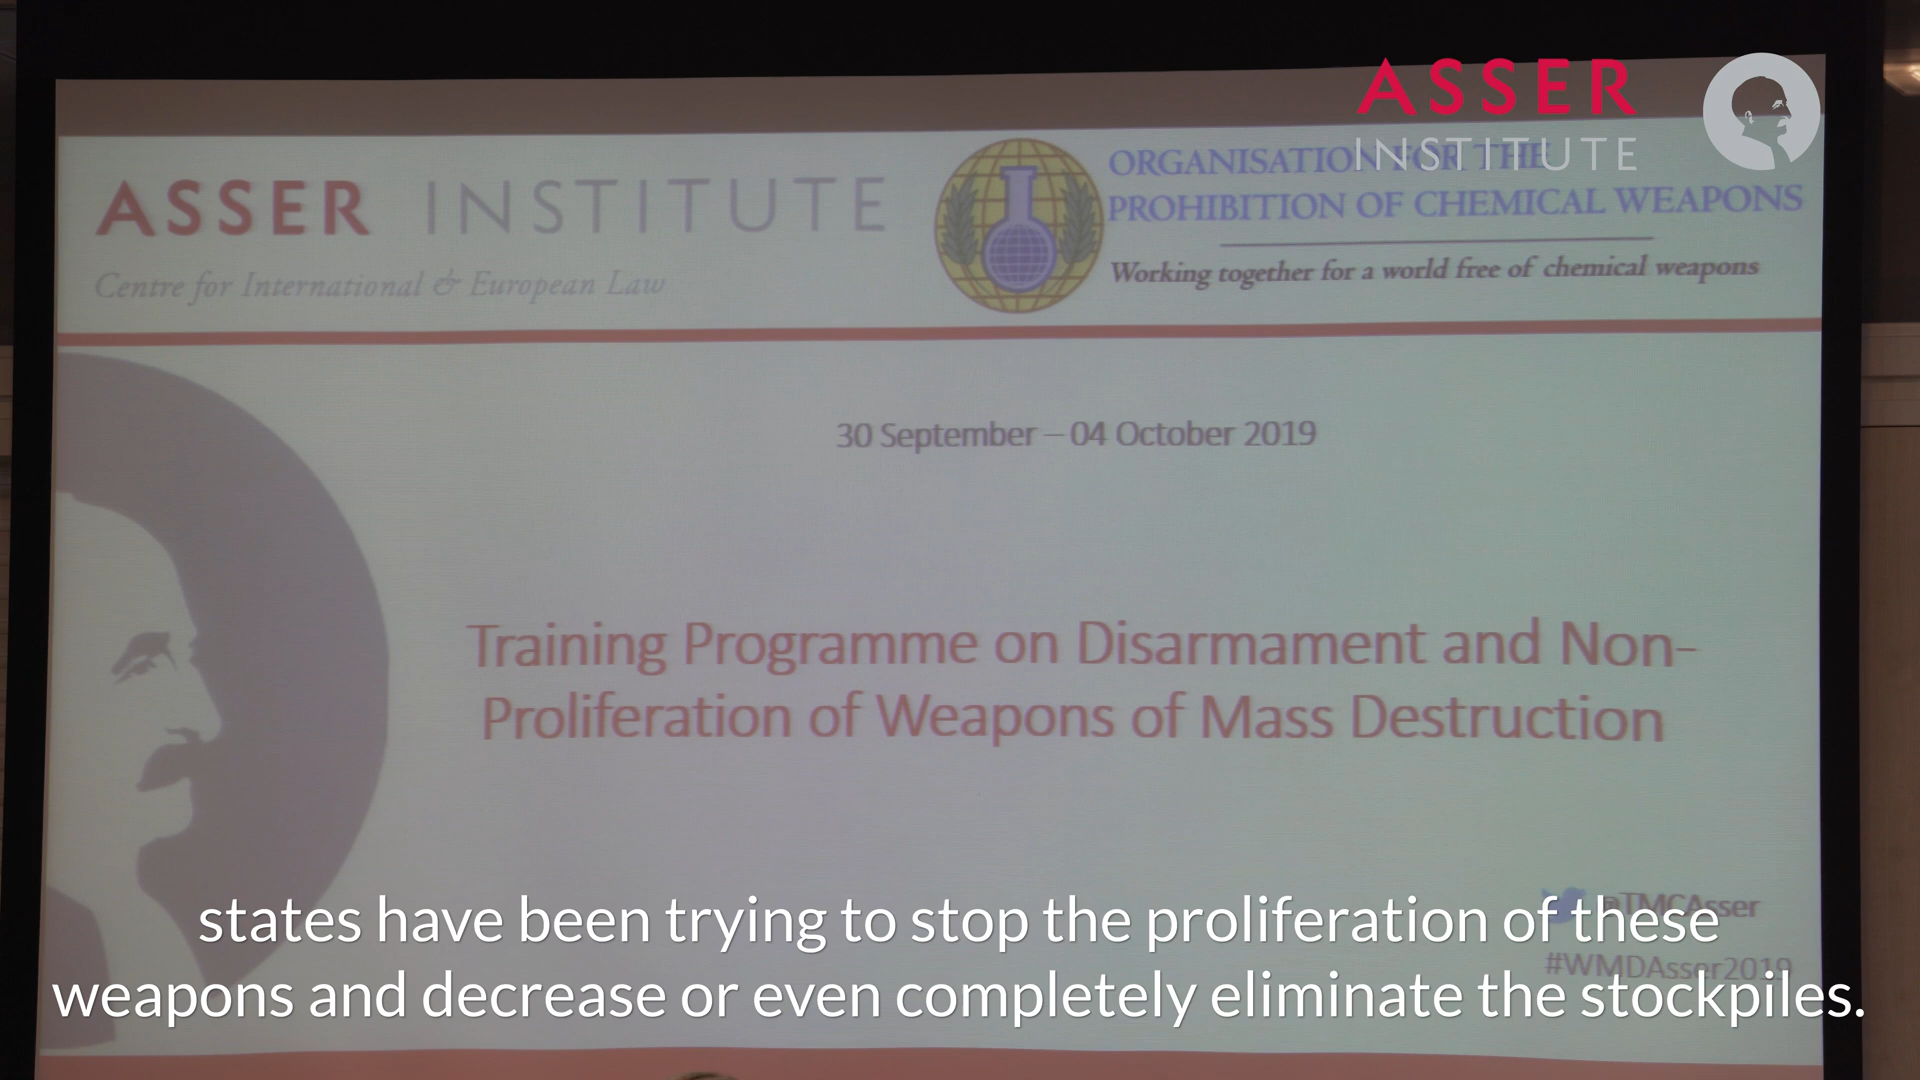 ASSER
INSTITUTE
ASSER INSTITUTE
Centre for International & European Law
ORGANISATION FOR THE
PROHIBITION OF CHEMICAL WEAPONS
Working together for a world free of chemical weapons
30 September – 04 October 2019
Training Programme on Disarmament and Non-
Proliferation of Weapons of Mass Destruction
@TMCAsser
#WMDAsser2019
states have been trying to stop the proliferation of these
weapons and decrease or even completely eliminate the stockpiles.